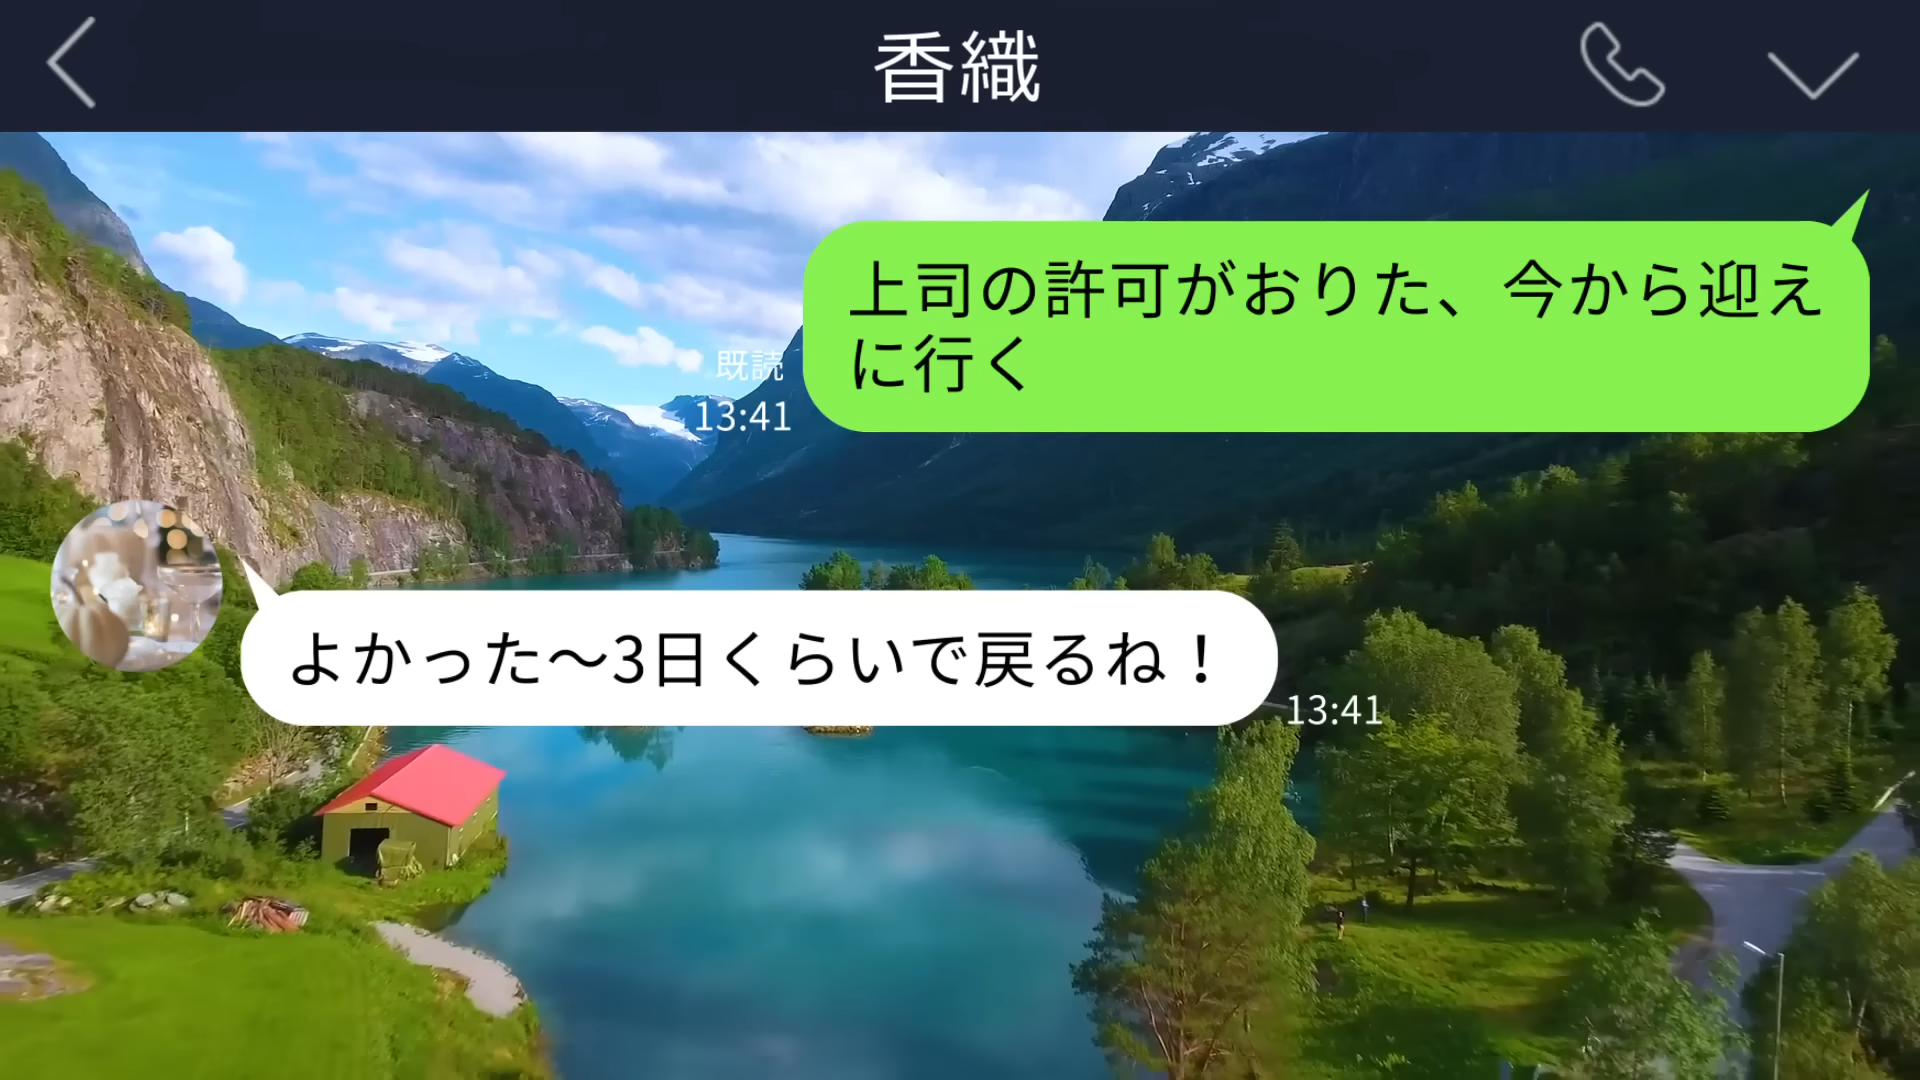 香織
上司の許可がおりた、今から迎え
に行く
既読
13:41
よかった〜3日くらいで戻るね！
13:41